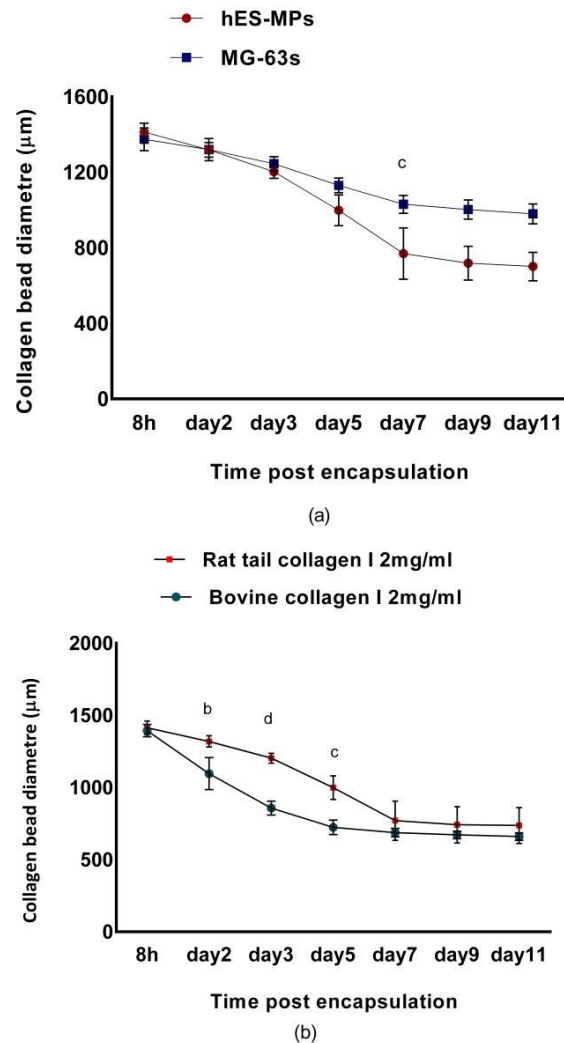 hES-MPs
MG-63s
1600
1200
800
400
0
Collagen bead diametre (μm)
c
8h day2 day3 day5 day7 day9 day11
Time post encapsulation
(a)
Rat tail collagen I 2mg/ml
Bovine collagen I 2mg/ml
2000
1500
1000
500
0
Collagen bead diametre (μm)
b
d
c
8h day2 day3 day5 day7 day9 day11
Time post encapsulation
(b)